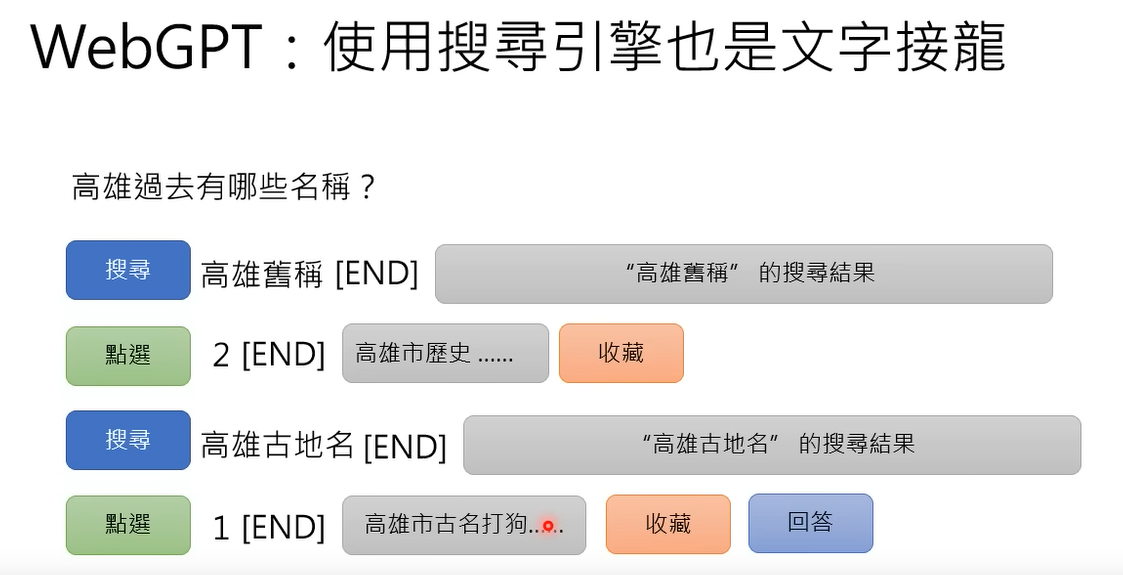 WebGPT：使用搜尋引擎也是文字接龍
高雄過去有哪些名稱？
搜尋 高雄舊稱 [END] “高雄舊稱” 的搜尋結果
點選 2 [END] 高雄市歷史 …… 收藏
搜尋 高雄古地名 [END] “高雄古地名” 的搜尋結果
點選 1 [END] 高雄市古名打狗…… 收藏 回答